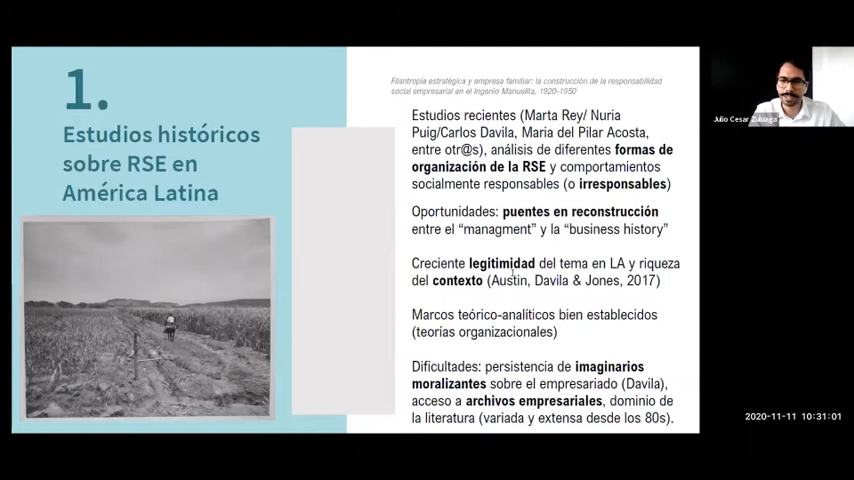 1.
Estudios históricos
sobre RSE en
América Latina
Filantropía estratégica y empresa familiar: la construcción de la responsabilidad
social empresarial en el Ingenio Manuelita, 1920-1950
Estudios recientes (Marta Rey/ Nuria
Puig/Carlos Davila, Maria del Pilar Acosta,
entre otr@s), análisis de diferentes formas de
organización de la RSE y comportamientos
socialmente responsables (o irresponsables)
Oportunidades: puentes en reconstrucción
entre el “managment” y la “business history”
Creciente legitimidad del tema en LA y riqueza
del contexto (Austin, Davila & Jones, 2017)
Marcos teórico-analíticos bien establecidos
(teorías organizacionales)
Dificultades: persistencia de imaginarios
moralizantes sobre el empresariado (Davila),
acceso a archivos empresariales, dominio de
la literatura (variada y extensa desde los 80s).
Julio Cesar Zuluaga
2020-11-11 10:31:01